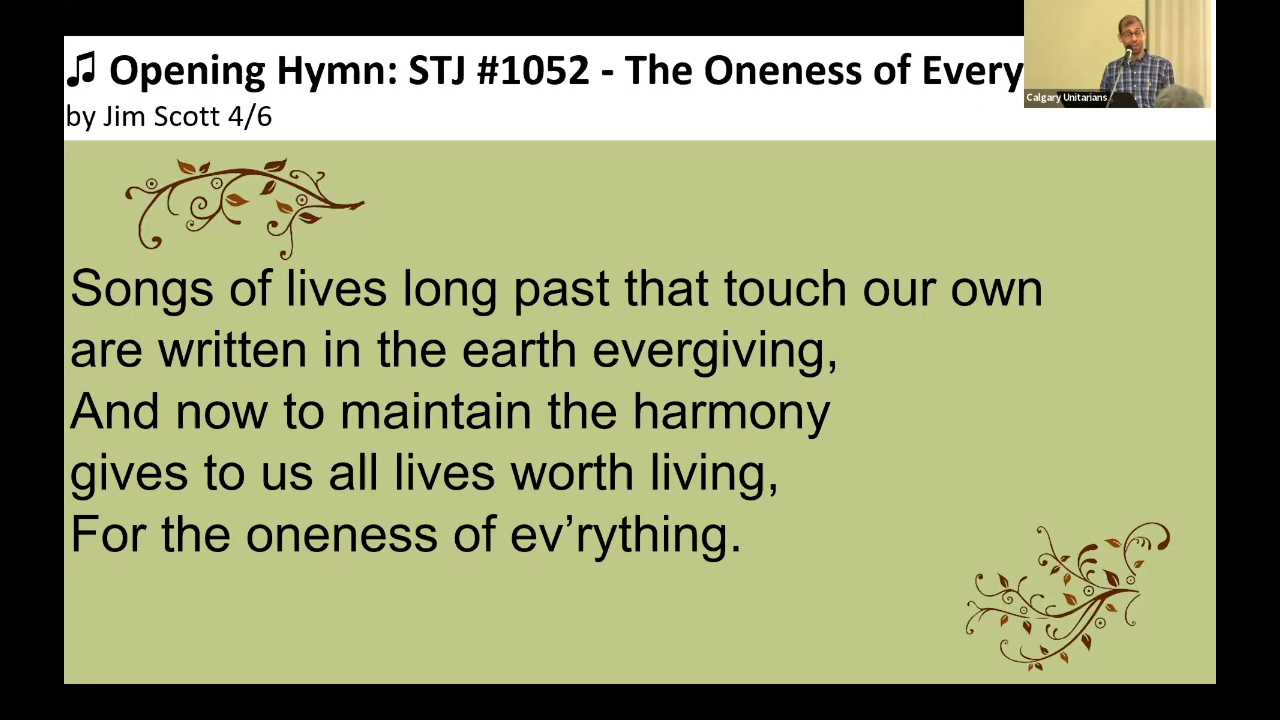 ♫ Opening Hymn: STJ #1052 - The Oneness of Every
by Jim Scott 4/6
Calgary Unitarians
Songs of lives long past that touch our own
are written in the earth evergiving,
And now to maintain the harmony
gives to us all lives worth living,
For the oneness of ev’rything.